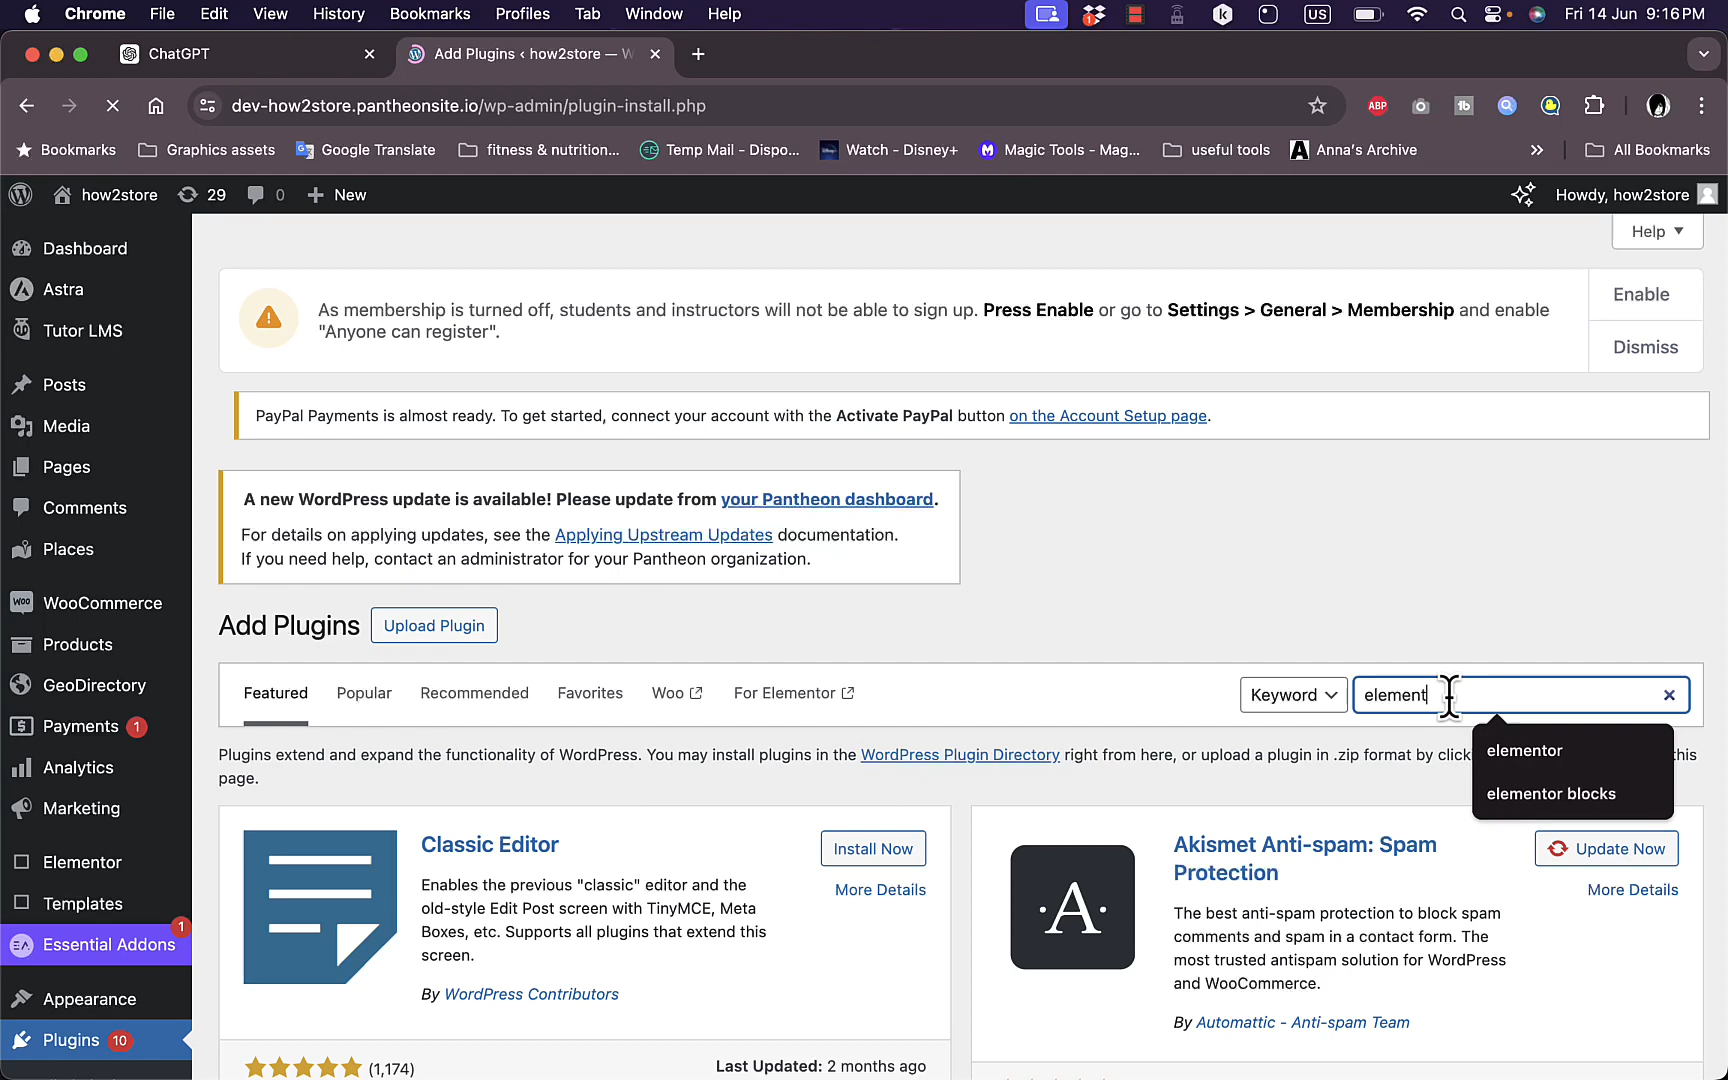 Chrome File Edit View History Bookmarks Profiles Tab Window Help US Fri 14 Jun 9:16 PM
ChatGPT Add Plugins ‹ how2store — W
dev-how2store.pantheonsite.io/wp-admin/plugin-install.php
Bookmarks Graphics assets Google Translate fitness & nutrition... Temp Mail - Dispo... Watch - Disney+ Magic Tools - Mag... useful tools Anna's Archive » All Bookmarks
how2store 29 0 + New Howdy, how2store
Help
Dashboard
Astra
Tutor LMS
Posts
Media
Pages
Comments
Places
WooCommerce
Products
GeoDirectory
Payments 1
Analytics
Marketing
Elementor
Templates
Essential Addons 1
Appearance
Plugins 10
As membership is turned off, students and instructors will not be able to sign up. Press Enable or go to Settings > General > Membership and enable
"Anyone can register".
Enable
Dismiss
PayPal Payments is almost ready. To get started, connect your account with the Activate PayPal button on the Account Setup page.
A new WordPress update is available! Please update from your Pantheon dashboard.
For details on applying updates, see the Applying Upstream Updates documentation.
If you need help, contact an administrator for your Pantheon organization.
Add Plugins Upload Plugin
Featured Popular Recommended Favorites Woo For Elementor Keyword element
elementor
elementor blocks
Plugins extend and expand the functionality of WordPress. You may install plugins in the WordPress Plugin Directory right from here, or upload a plugin in .zip format by click this
page.
Classic Editor
Install Now
More Details
Enables the previous "classic" editor and the
old-style Edit Post screen with TinyMCE, Meta
Boxes, etc. Supports all plugins that extend this
screen.
By WordPress Contributors
(1,174) Last Updated: 2 months ago
Akismet Anti-spam: Spam
Protection
Update Now
More Details
The best anti-spam protection to block spam
comments and spam in a contact form. The
most trusted antispam solution for WordPress
and WooCommerce.
By Automattic - Anti-spam Team